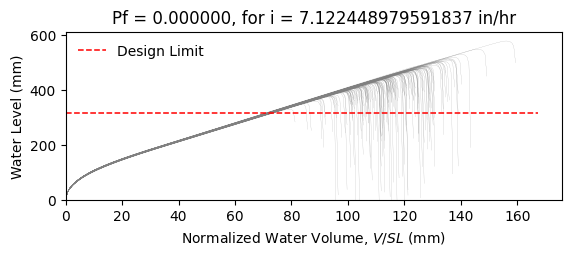 Pf = 0.000000, for i = 7.122448979591837 in/hr
Design Limit
Water Level (mm)
600
400
200
0
0 20 40 60 80 100 120 140 160
Normalized Water Volume, V/SL (mm)